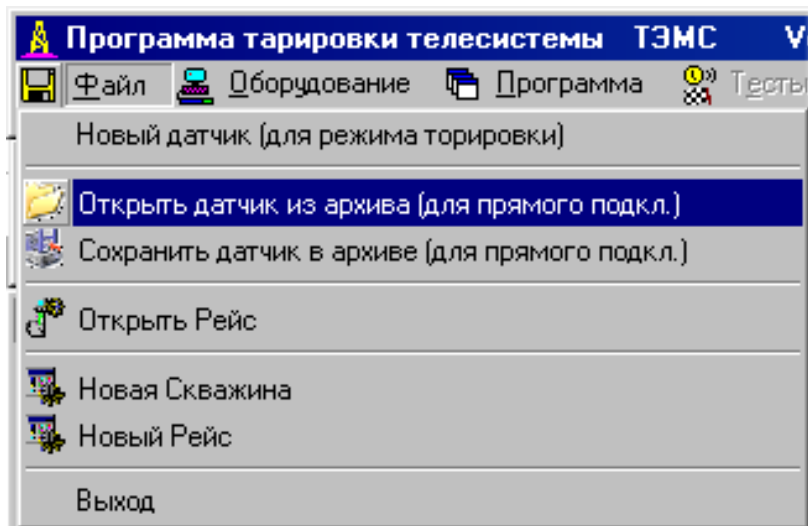 Программа тарировки телесистемы ТЭМС
Файл Оборудование Программа Тесты
Новый датчик (для режима торировки)
Открыть датчик из архива (для прямого подкл.)
Сохранить датчик в архиве (для прямого подкл.)
Открыть Рейс
Новая Скважина
Новый Рейс
Выход